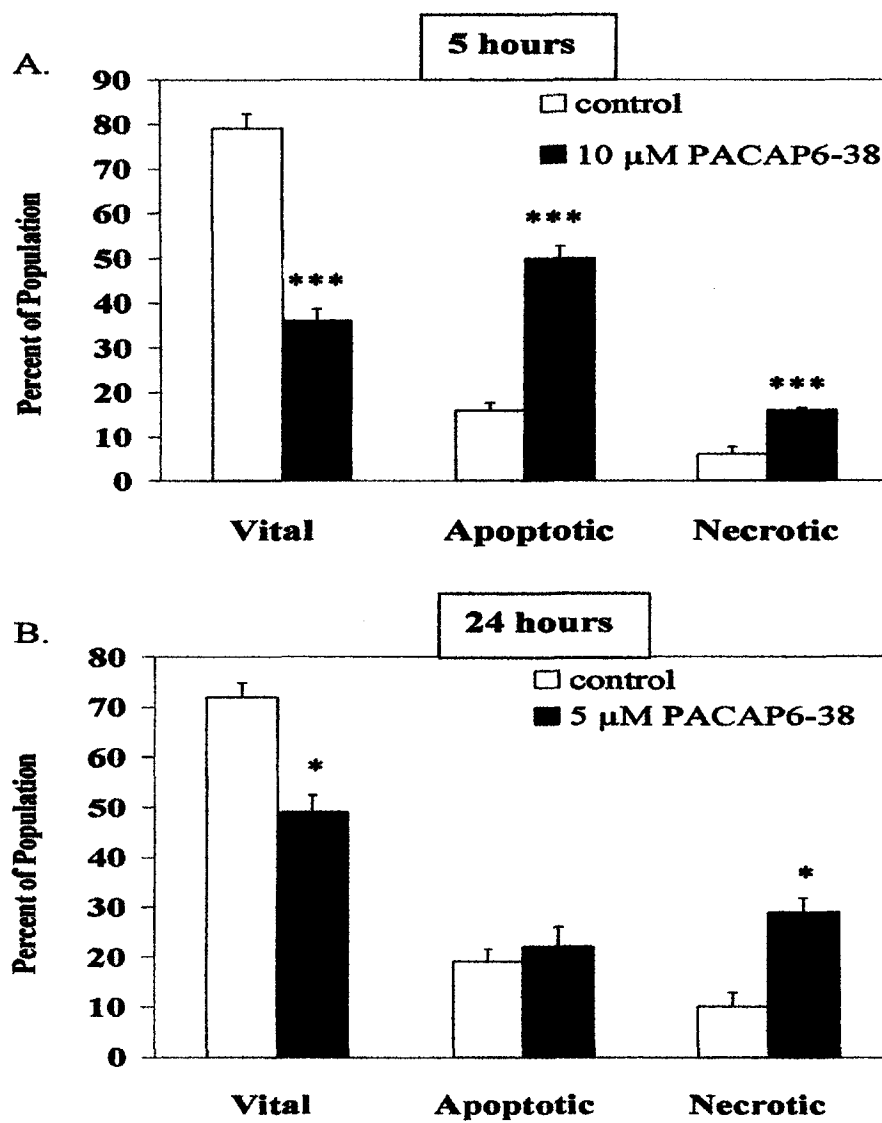 5 hours
A.
90
80
70
60
50
40
30
20
10
0
Percent of Population
control
10 μM PACAP6-38
***
***
***
Vital Apoptotic Necrotic
24 hours
B.
80
70
60
50
40
30
20
10
0
Percent of Population
control
5 μM PACAP6-38
*
*
Vital Apoptotic Necrotic